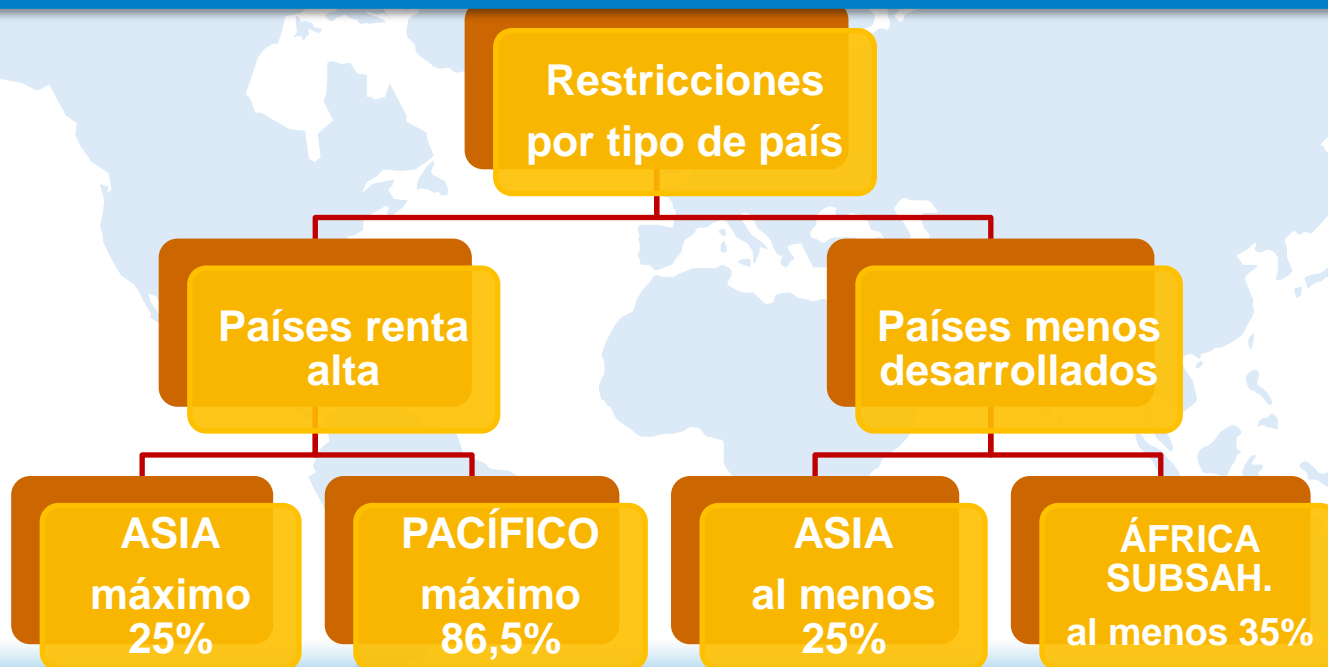 Restricciones
por tipo de país
Países renta
alta
Países menos
desarrollados
ASIA
máximo
25%
PACÍFICO
máximo
86,5%
ASIA
al menos
25%
ÁFRICA
SUBSAH.
al menos 35%